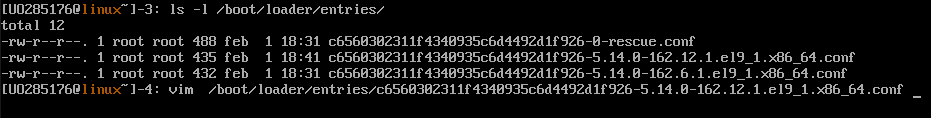 [UO285176@linux~]-3: ls -l /boot/loader/entries/
total 12
-rw-r--r--. 1 root root 488 feb  1 18:31 c6560302311f4340935c6d4492d1f926-0-rescue.conf
-rw-r--r--. 1 root root 435 feb  1 18:41 c6560302311f4340935c6d4492d1f926-5.14.0-162.12.1.el9_1.x86_64.conf
-rw-r--r--. 1 root root 432 feb  1 18:31 c6560302311f4340935c6d4492d1f926-5.14.0-162.6.1.el9_1.x86_64.conf
[UO285176@linux~]-4: vim  /boot/loader/entries/c6560302311f4340935c6d4492d1f926-5.14.0-162.12.1.el9_1.x86_64.conf _